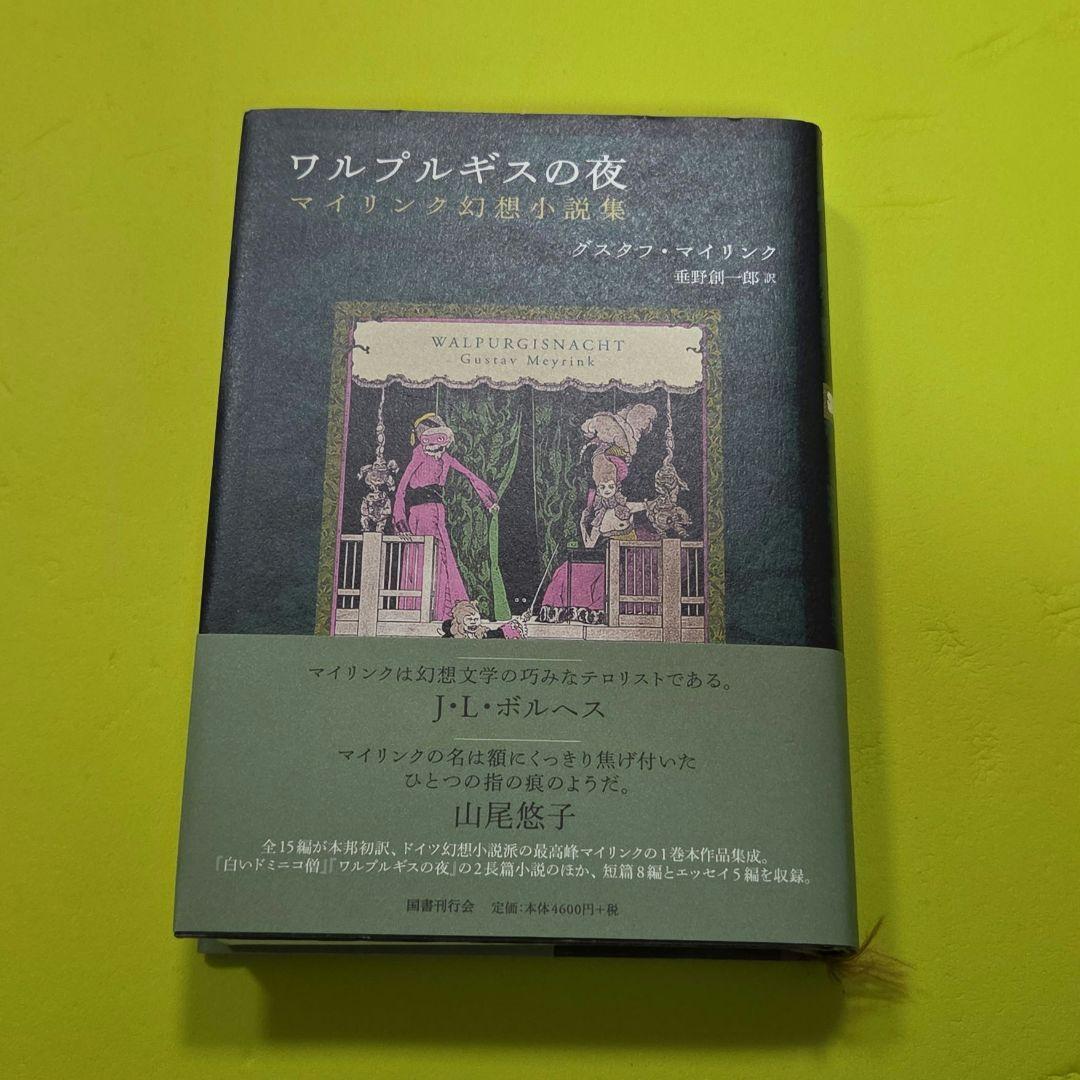 ワルプルギスの夜
マイリンク幻想小説集
グスタフ・マイリンク
垂野創一郎 訳
WALPURGISNACHT
Gustav Meyrink
マイリンクは幻想文学の巧みなテロリストである。
J・L・ボルヘス
マイリンクの名は額にくっきり焦げ付いた
ひとつの指の痕のようだ。
山尾悠子
全15編が本邦初訳、ドイツ幻想小説派の最高峰マイリンクの1巻本作品集成。
『白いドミニコ僧』『ワルプルギスの夜』の2長篇小説のほか、短篇8編とエッセイ5編を収録。
国書刊行会 定価：本体4600円+税